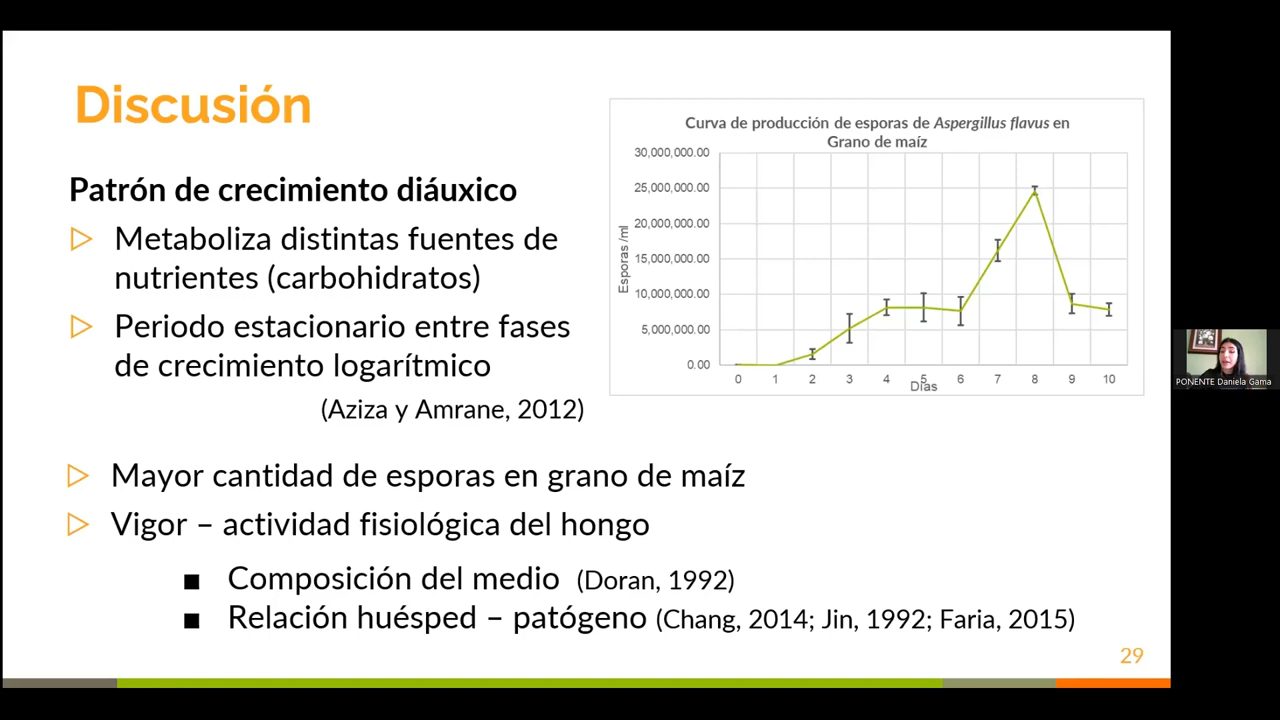 Discusión
Patrón de crecimiento diáuxico
Metaboliza distintas fuentes de
nutrientes (carbohidratos)
Periodo estacionario entre fases
de crecimiento logarítmico
(Aziza y Amrane, 2012)
Curva de producción de esporas de Aspergillus flavus en
Grano de maíz
30,000,000.00
25,000,000.00
20,000,000.00
15,000,000.00
10,000,000.00
5,000,000.00
0.00
Esporas /ml
0 1 2 3 4 5 6 7 8 9 10
Días
Mayor cantidad de esporas en grano de maíz
Vigor – actividad fisiológica del hongo
Composición del medio (Doran, 1992)
Relación huésped – patógeno (Chang, 2014; Jin, 1992; Faria, 2015)
29
PONENTE Daniela Gama